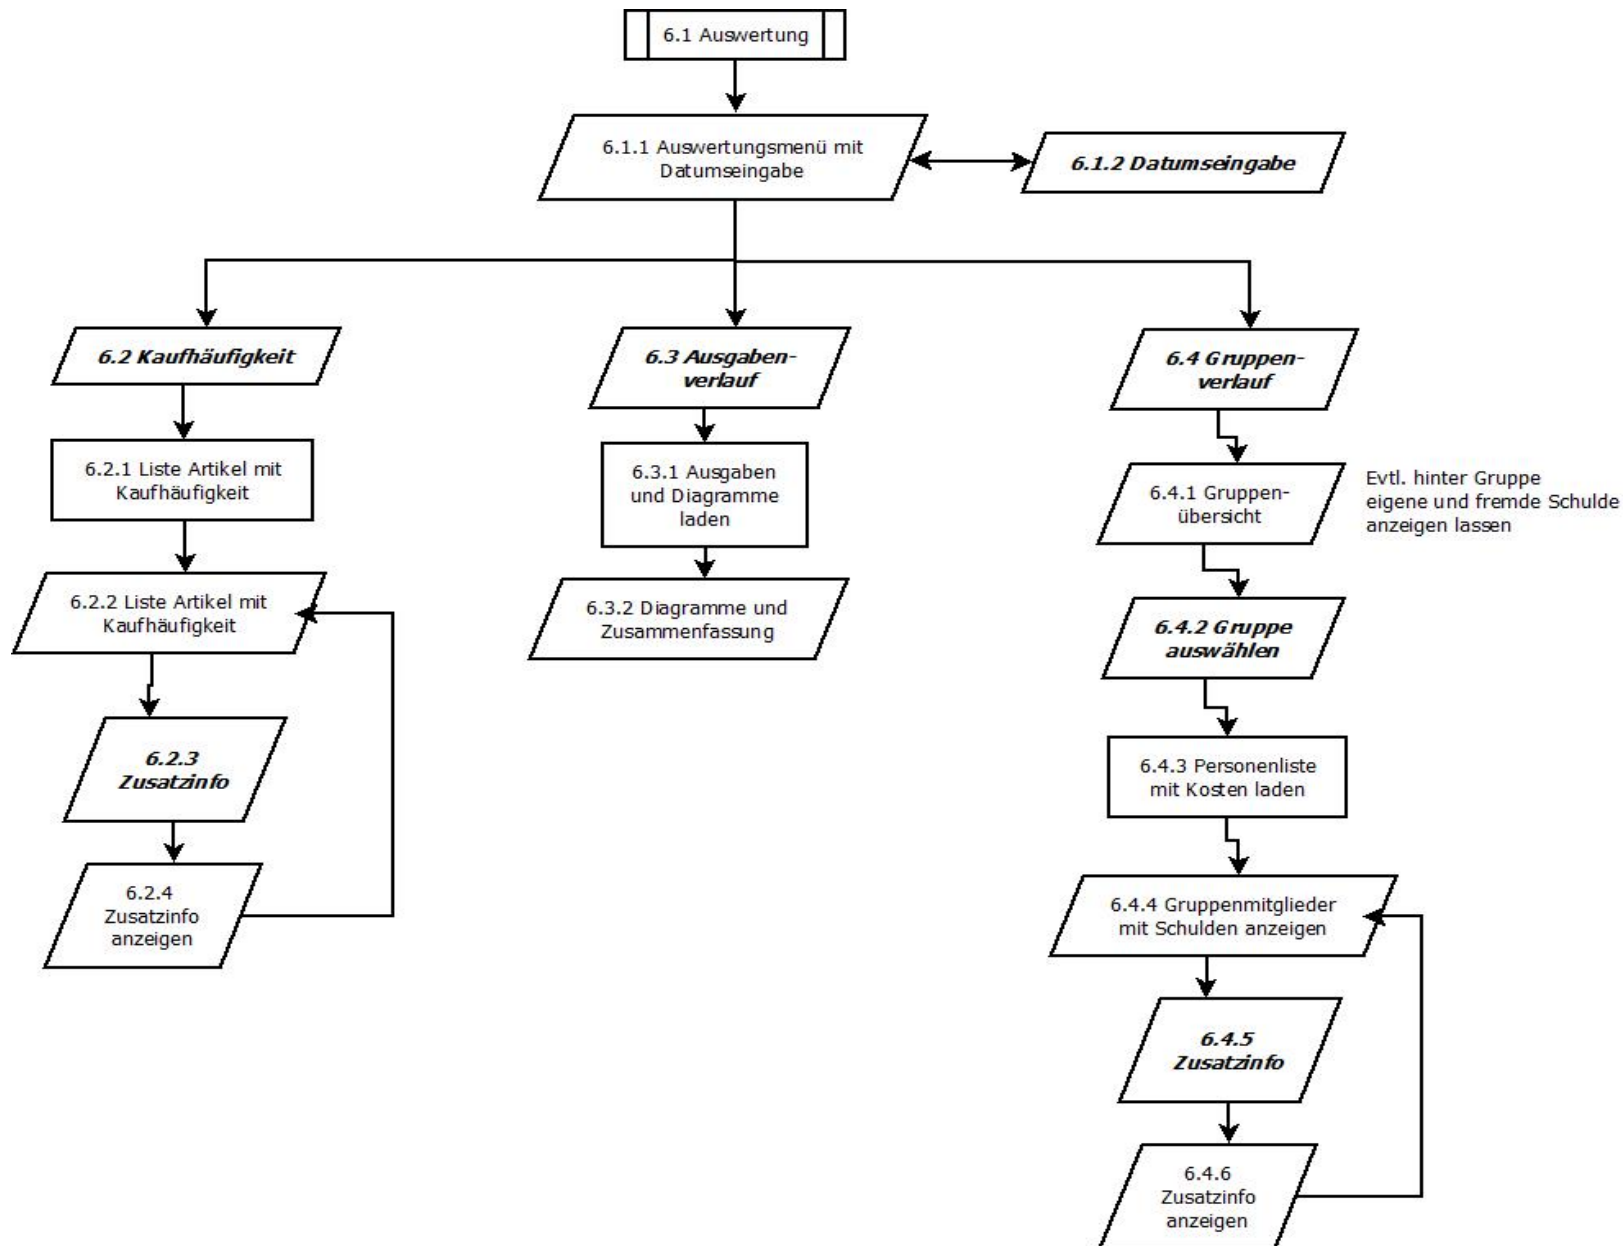 6.1 Auswertung
6.1.1 Auswertungsmenü mit
Datumseingabe
6.1.2 Datumseingabe
6.2 Kaufhäufigkeit
6.2.1 Liste Artikel mit
Kaufhäufigkeit
6.2.2 Liste Artikel mit
Kaufhäufigkeit
6.2.3
Zusatzinfo
6.2.4
Zusatzinfo
anzeigen
6.3 Ausgaben-
verlauf
6.3.1 Ausgaben
und Diagramme
laden
6.3.2 Diagramme und
Zusammenfassung
6.4 Gruppen-
verlauf
6.4.1 Gruppen-
übersicht
Evtl. hinter Gruppe
eigene und fremde Schulde
anzeigen lassen
6.4.2 Gruppe
auswählen
6.4.3 Personenliste
mit Kosten laden
6.4.4 Gruppenmitglieder
mit Schulden anzeigen
6.4.5
Zusatzinfo
6.4.6
Zusatzinfo
anzeigen